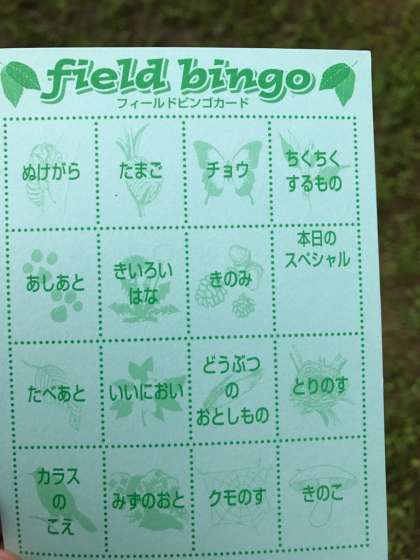 field bingo
フィールドビンゴカード
ぬけがら
たまご
チョウ
ちくちく
するもの
あしあと
きいろい
はな
きのみ
本日の
スペシャル
たべあと
いいにおい
どうぶつ
の
おとしもの
とりのす
カラス
の
こえ
みずのおと
クモのす
きのこ